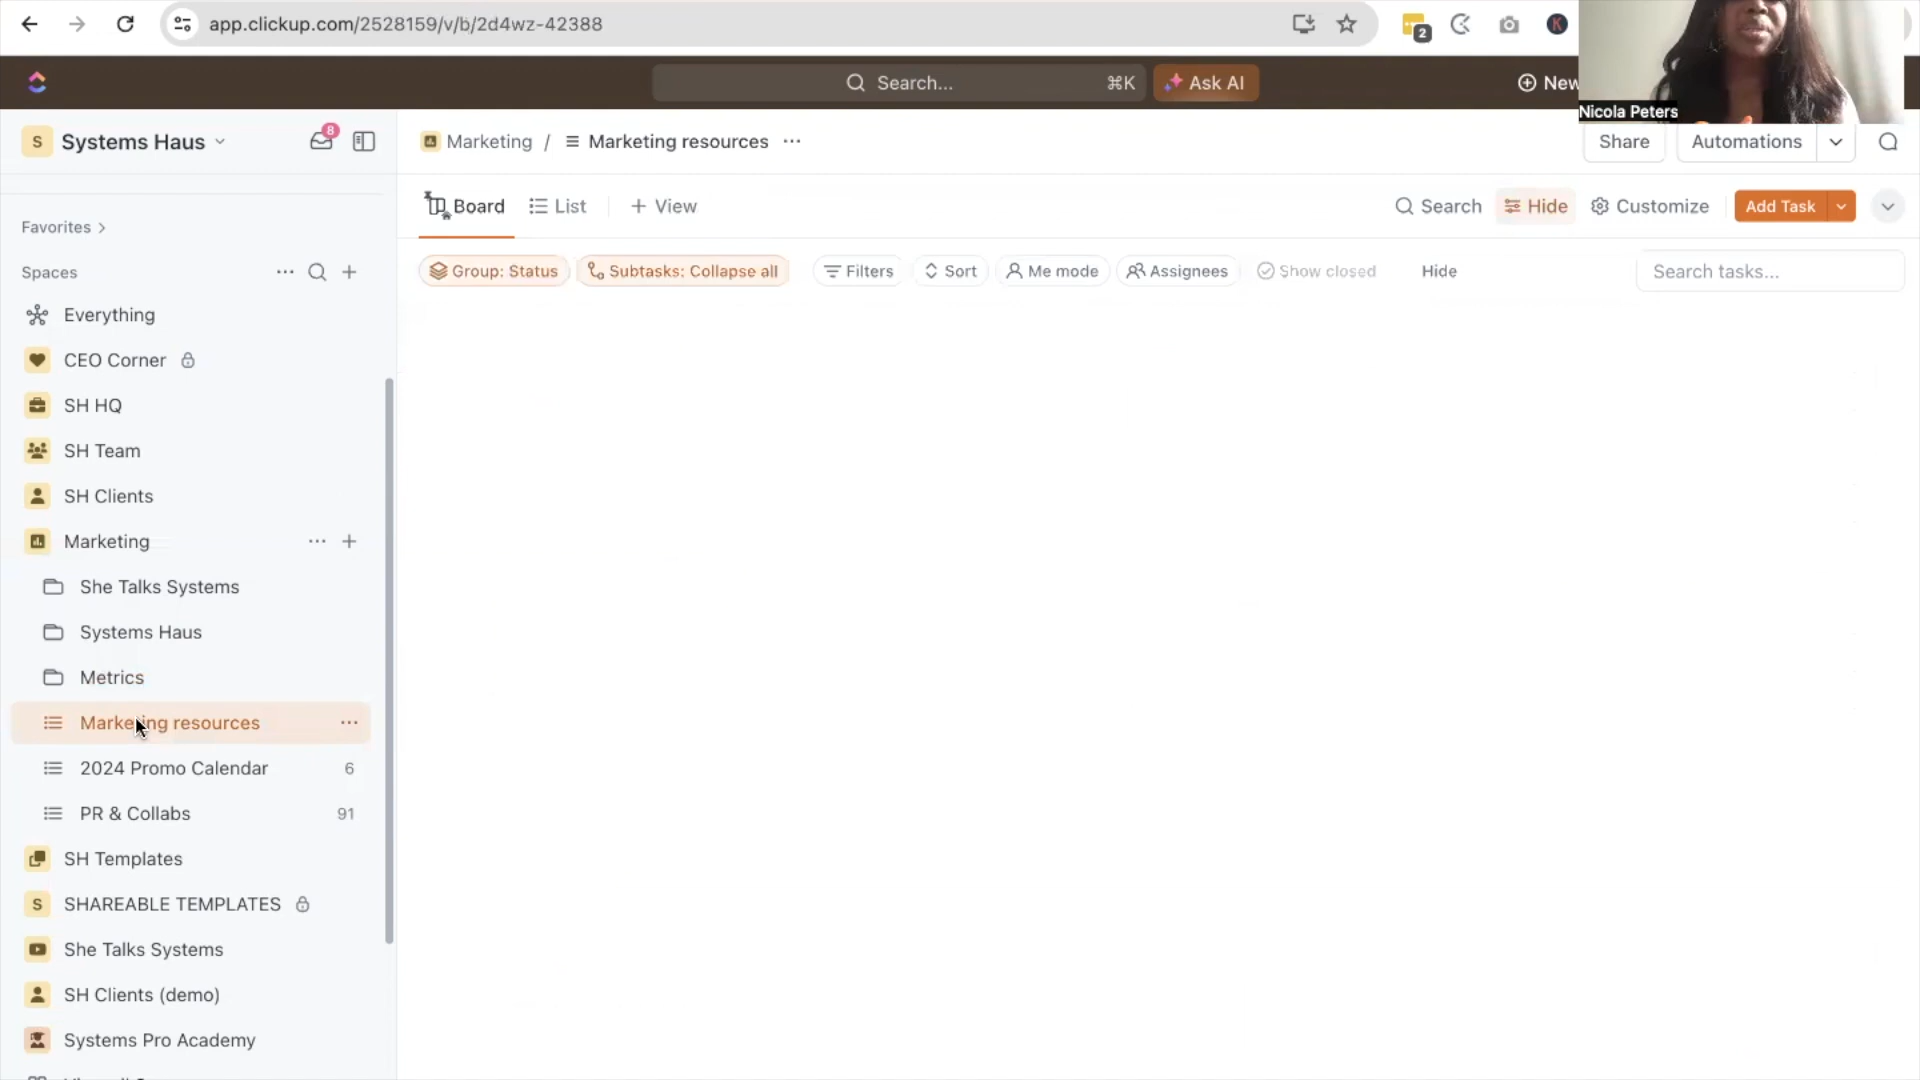 app.clickup.com/2528159/v/b/2d4wz-42388
2
K
Search...
⌘K
Ask AI
New
Nicola Peters
S
Systems Haus
8
Marketing / Marketing resources ...
Share
Automations
Board
List
+ View
Search
Hide
Customize
Add Task
Favorites
Spaces
Group: Status
Subtasks: Collapse all
Filters
Sort
Me mode
Assignees
Show closed
Hide
Search tasks...
Everything
CEO Corner
SH HQ
SH Team
SH Clients
Marketing
She Talks Systems
Systems Haus
Metrics
Marketing resources
2024 Promo Calendar 6
PR & Collabs 91
SH Templates
S SHAREABLE TEMPLATES
She Talks Systems
SH Clients (demo)
Systems Pro Academy